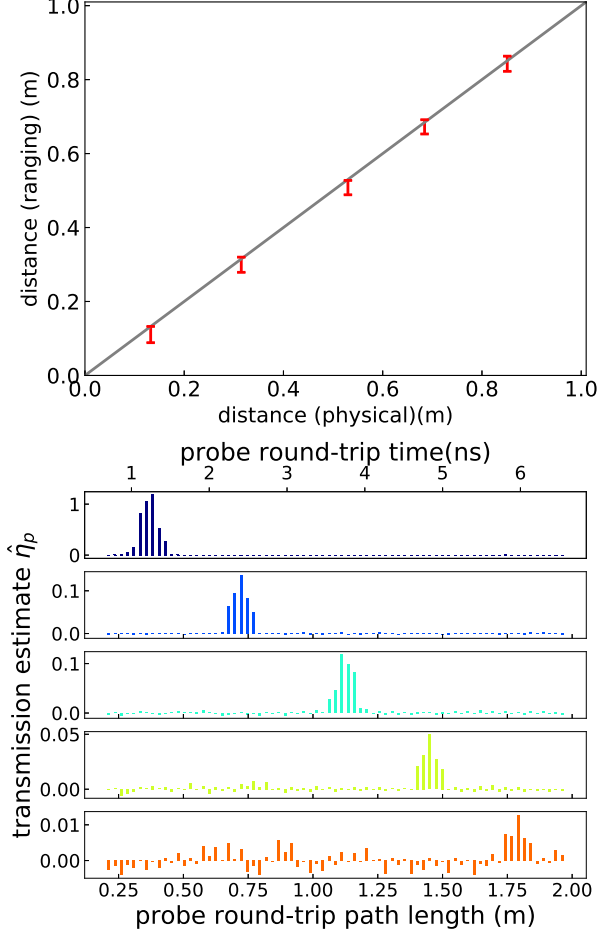 1.0
0.8
0.6
0.4
0.2
0.0
distance (ranging) (m)
0.0 0.2 0.4 0.6 0.8 1.0
distance (physical)(m)
probe round-trip time(ns)
1 2 3 4 5 6
transmission estimate η̂ₚ
1
0
0.1
0.0
0.1
0.0
0.05
0.00
0.01
0.00
0.25 0.50 0.75 1.00 1.25 1.50 1.75 2.00
probe round-trip path length (m)